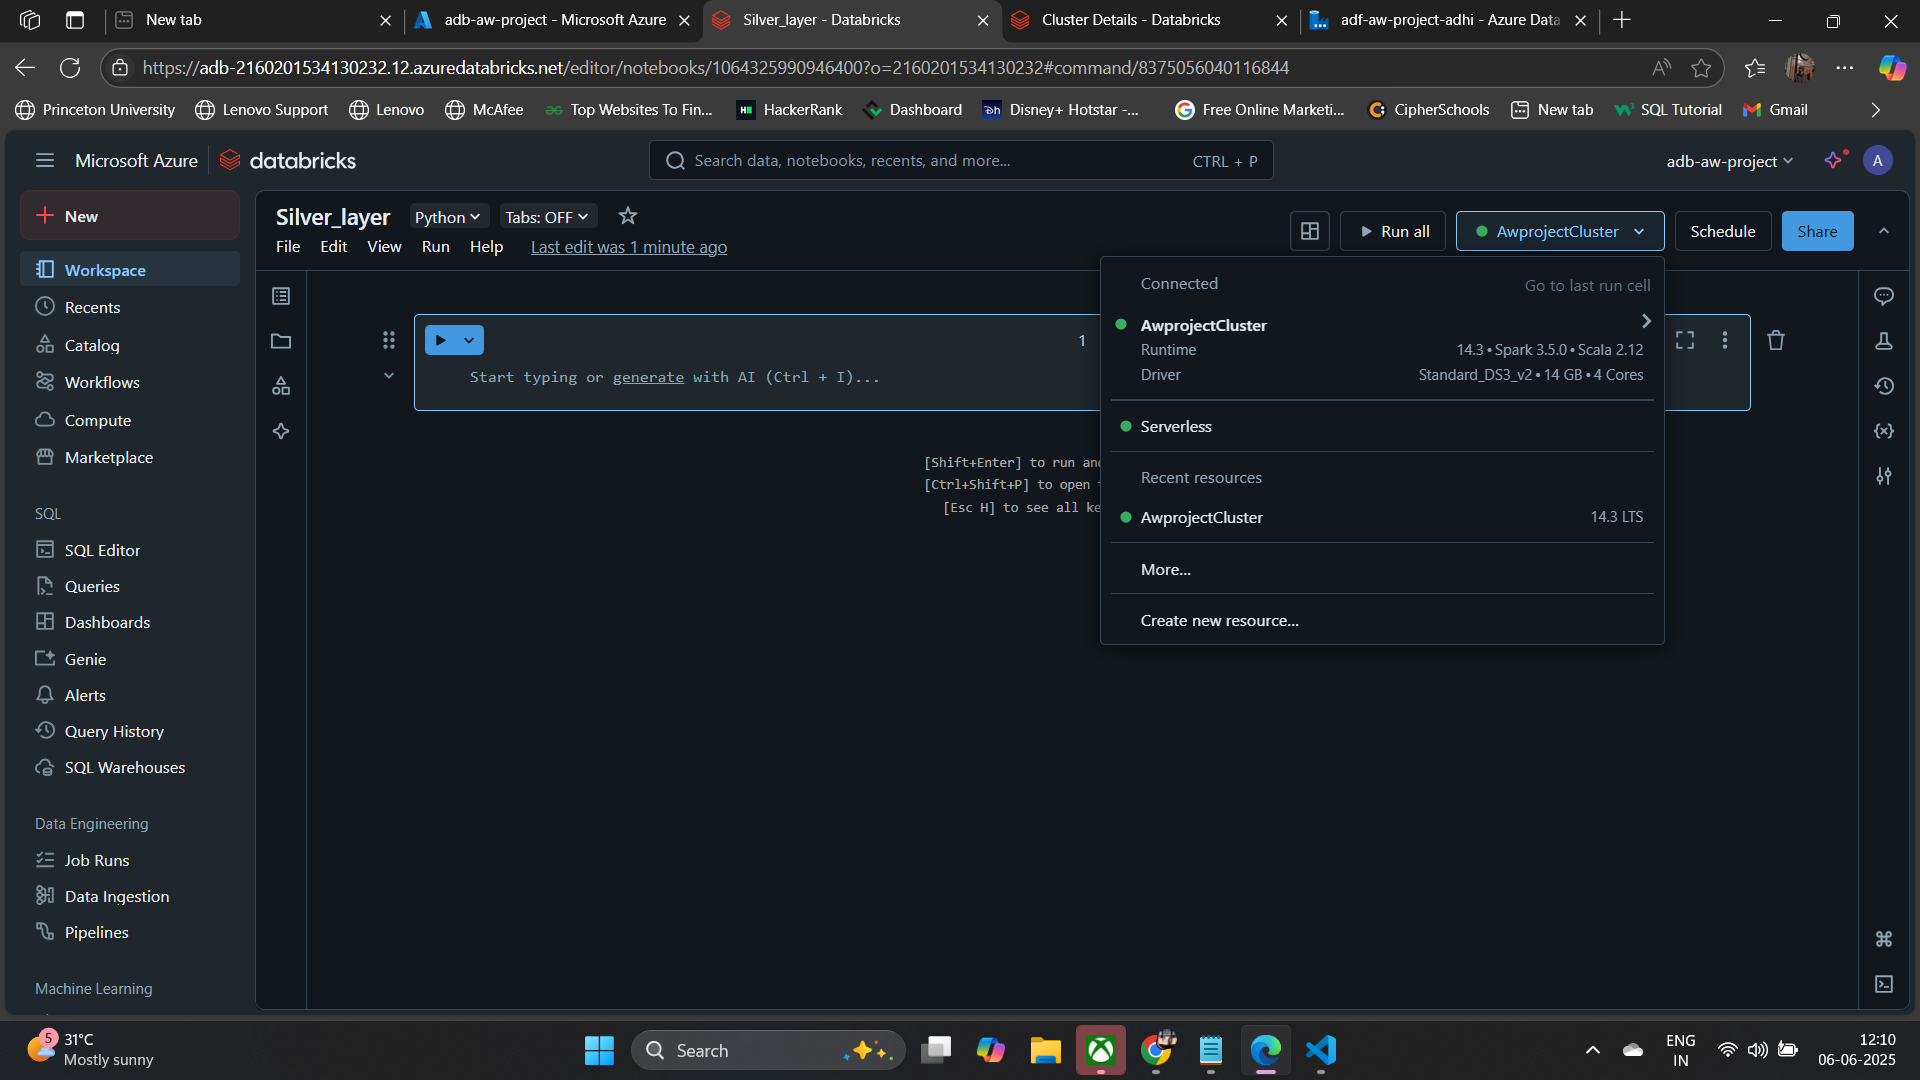 New tab
adb-aw-project - Microsoft Azure
Silver_layer - Databricks
Cluster Details - Databricks
adf-aw-project-adhi - Azure Data
https://adb-2160201534130232.12.azuredatabricks.net/editor/notebooks/1064325990946400?o=2160201534130232#command/8375056040116844
Princeton University
Lenovo Support
Lenovo
McAfee
Top Websites To Fin...
HackerRank
Dashboard
Disney+ Hotstar -...
Free Online Marketi...
CipherSchools
New tab
SQL Tutorial
Gmail
Microsoft Azure
databricks
Search data, notebooks, recents, and more...
CTRL + P
adb-aw-project
A
New
Workspace
Recents
Catalog
Workflows
Compute
Marketplace
SQL
SQL Editor
Queries
Dashboards
Genie
Alerts
Query History
SQL Warehouses
Data Engineering
Job Runs
Data Ingestion
Pipelines
Machine Learning
Silver_layer
Python
Tabs: OFF
File
Edit
View
Run
Help
Last edit was 1 minute ago
Run all
AwprojectCluster
Schedule
Share
1
Start typing or generate with AI (Ctrl + I)...
[Shift+Enter] to run an
[Ctrl+Shift+P] to open
[Esc H] to see all ke
Connected
Go to last run cell
AwprojectCluster
Runtime
14.3 • Spark 3.5.0 • Scala 2.12
Driver
Standard_DS3_v2 • 14 GB • 4 Cores
Serverless
Recent resources
AwprojectCluster
14.3 LTS
More...
Create new resource...
5
31°C
Mostly sunny
Search
ENG
IN
12:10
06-06-2025